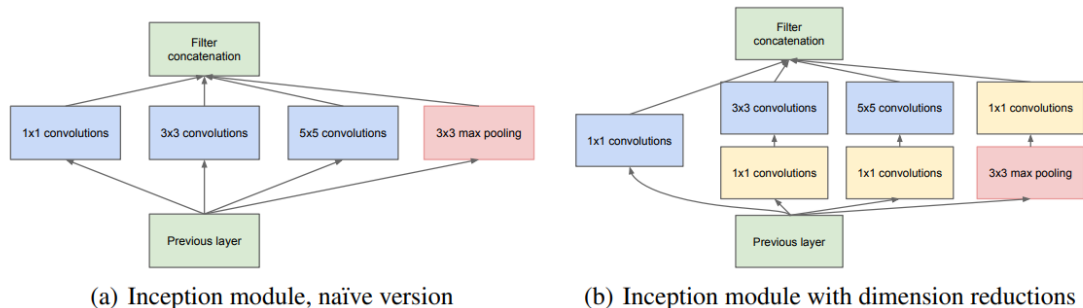 Filter
concatenation
1x1 convolutions
3x3 convolutions
5x5 convolutions
3x3 max pooling
Previous layer
(a) Inception module, naïve version
Filter
concatenation
3x3 convolutions
5x5 convolutions
1x1 convolutions
1x1 convolutions
1x1 convolutions
1x1 convolutions
3x3 max pooling
Previous layer
(b) Inception module with dimension reductions